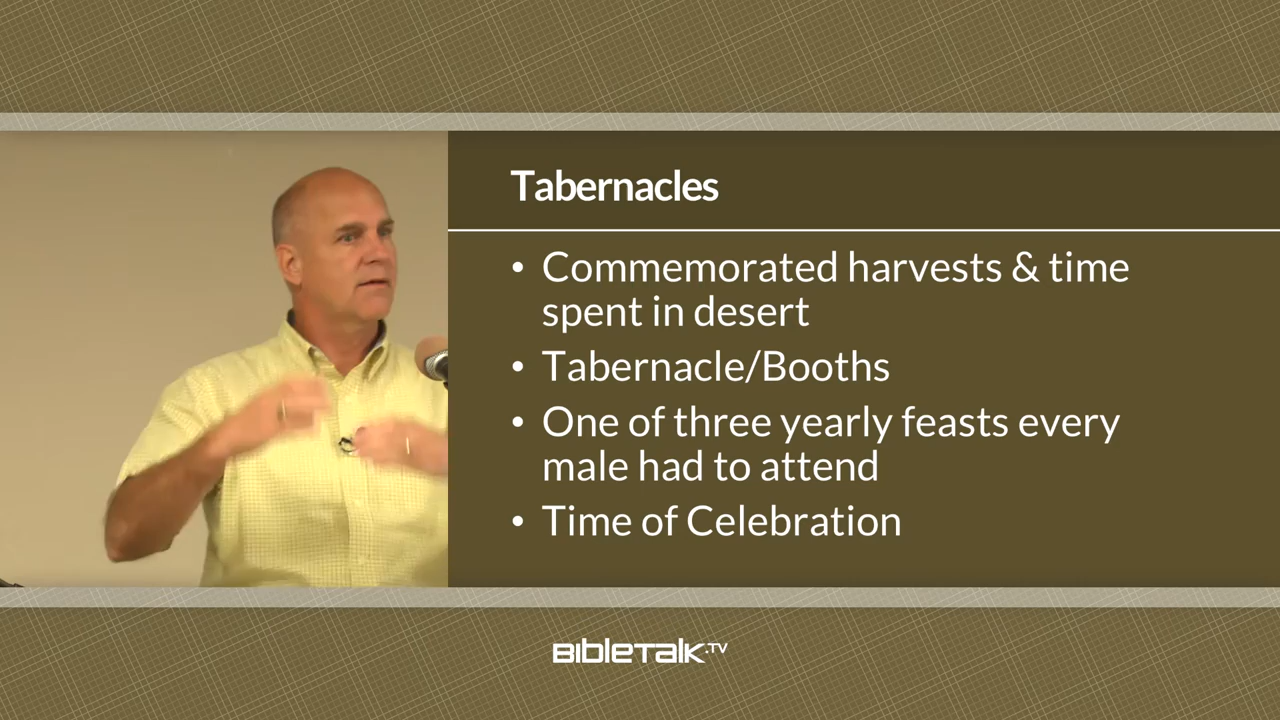 Tabernacles
• Commemorated harvests & time
spent in desert
• Tabernacle/Booths
• One of three yearly feasts every
male had to attend
• Time of Celebration
BIBLETALK.TV